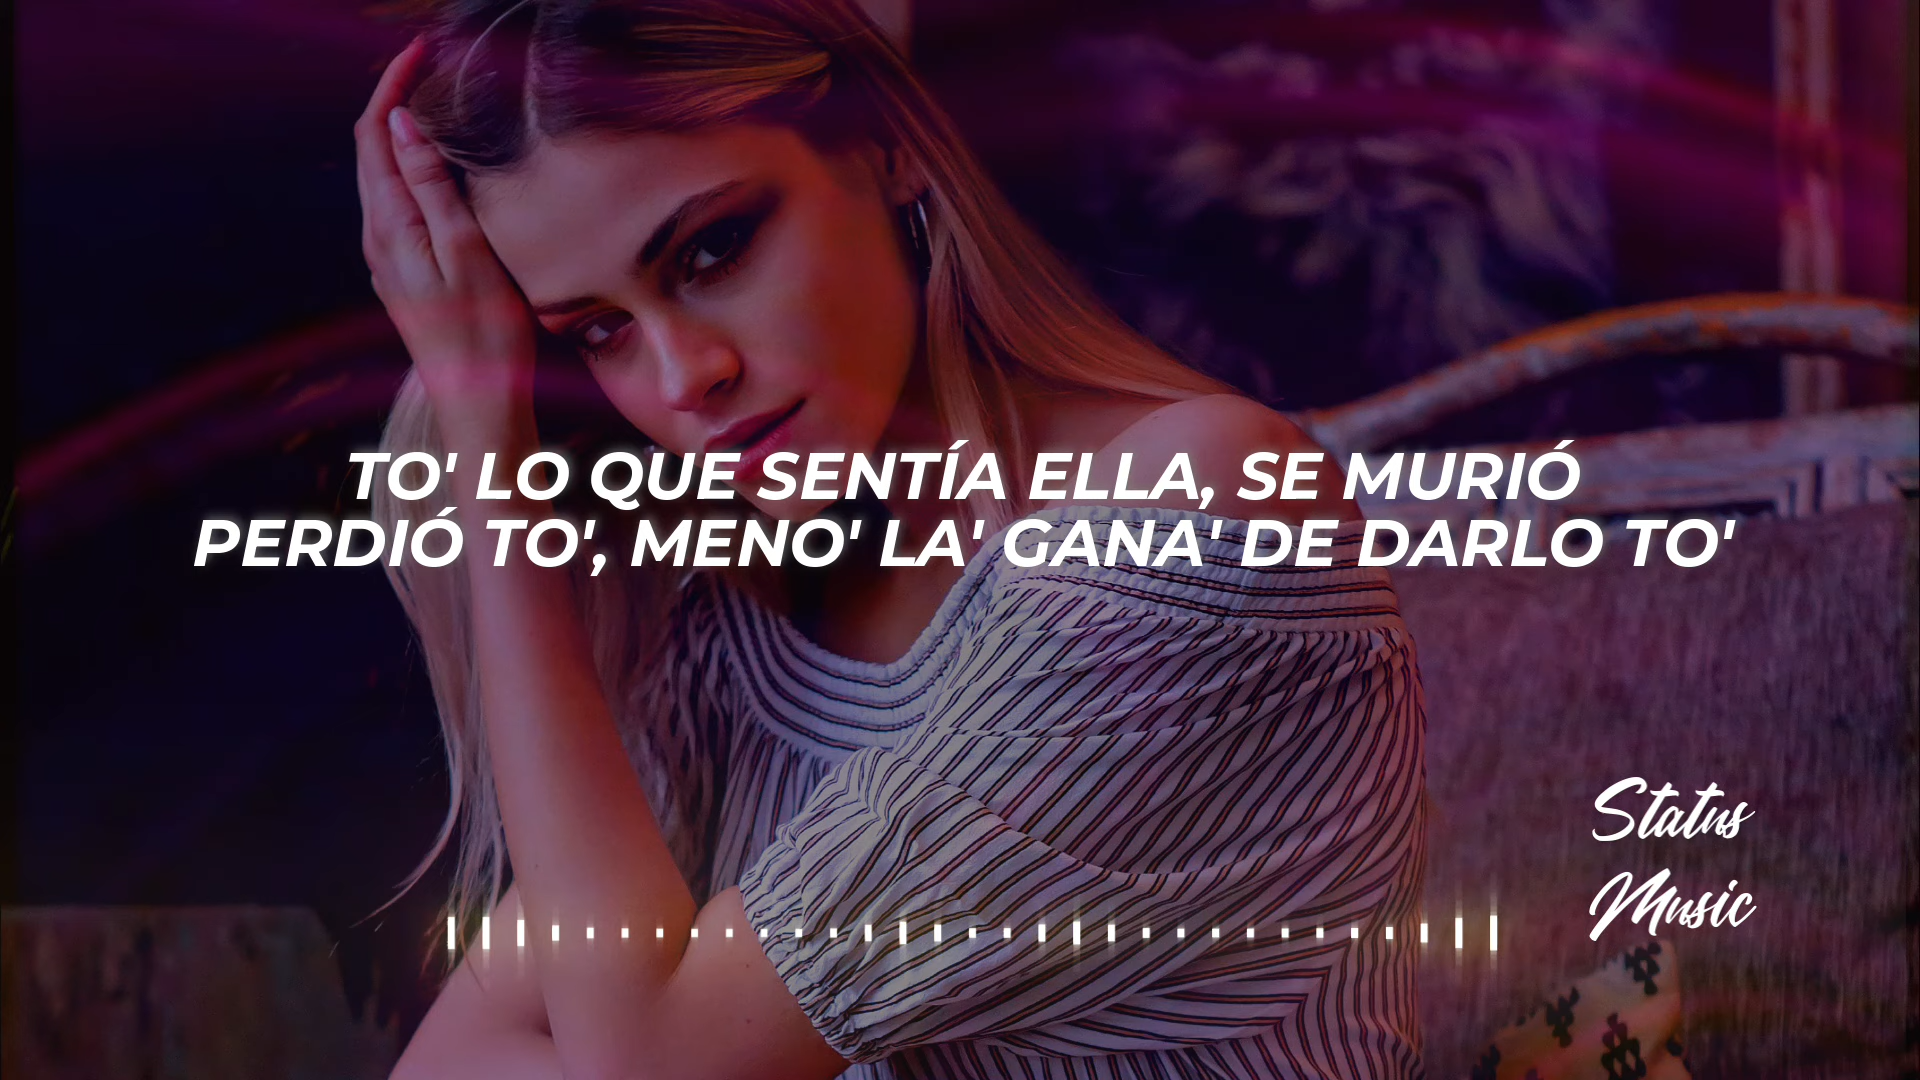 TO' LO QUE SENTÍA ELLA, SE MURIÓ
PERDIÓ TO', MENO' LA' GANA' DE DARLO TO'
Status
Music